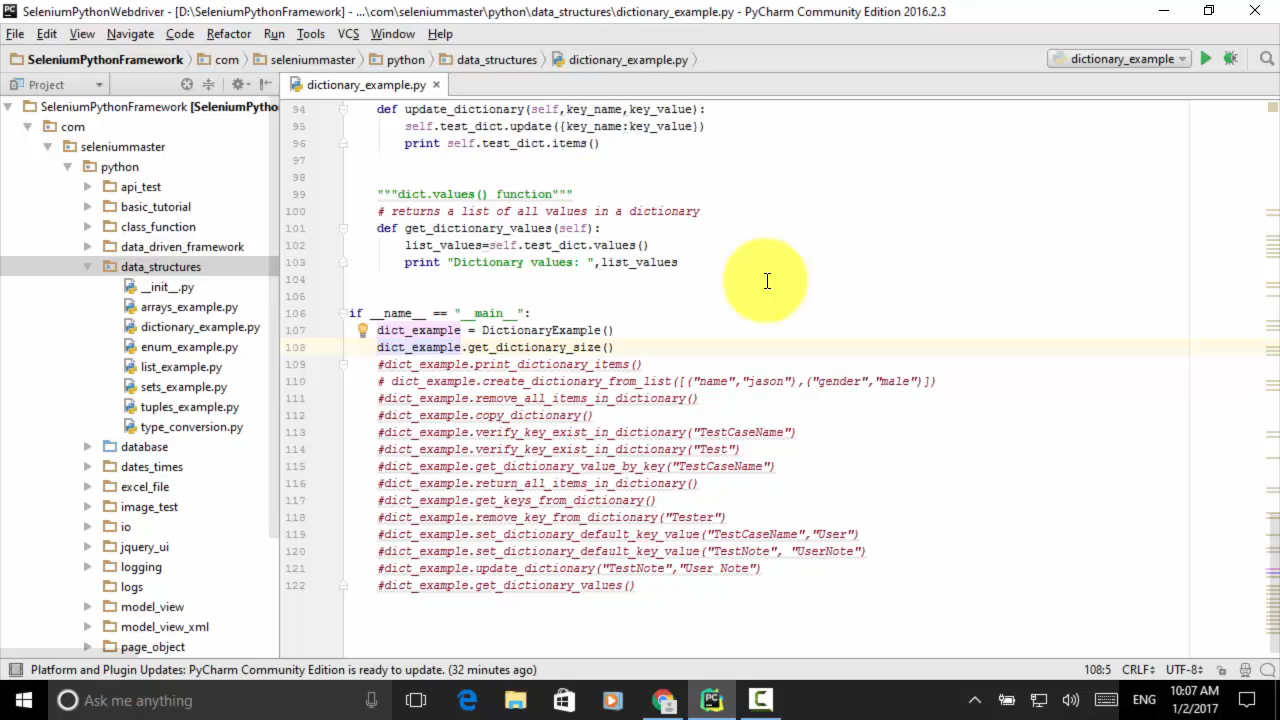 SeleniumPythonWebdriver - [D:\SeleniumPythonFramework] - ...\com\seleniummaster\python\data_structures\dictionary_example.py - PyCharm Community Edition 2016.2.3
File Edit View Navigate Code Refactor Run Tools VCS Window Help
SeleniumPythonFramework com seleniummaster python data_structures dictionary_example.py dictionary_example
Project dictionary_example.py
SeleniumPythonFramework [SeleniumPytho
com
seleniummaster
python
api_test
basic_tutorial
class_function
data_driven_framework
data_structures
__init__.py
arrays_example.py
dictionary_example.py
enum_example.py
list_example.py
sets_example.py
tuples_example.py
type_conversion.py
database
dates_times
excel_file
image_test
io
jquery_ui
logging
logs
model_view
model_view_xml
page_object
94 def update_dictionary(self,key_name,key_value):
95 self.test_dict.update({key_name:key_value})
96 print self.test_dict.items()
97
98
99 """dict.values() function"""
100 # returns a list of all values in a dictionary
101 def get_dictionary_values(self):
102 list_values=self.test_dict.values()
103 print "Dictionary values: ",list_values
104
105
106 if __name__ == "__main__":
107 dict_example = DictionaryExample()
108 dict_example.get_dictionary_size()
109 #dict_example.print_dictionary_items()
110 # dict_example.create_dictionary_from_list([("name","jason"),("gender","male")])
111 #dict_example.remove_all_items_in_dictionary()
112 #dict_example.copy_dictionary()
113 #dict_example.verify_key_exist_in_dictionary("TestCaseName")
114 #dict_example.verify_key_exist_in_dictionary("Test")
115 #dict_example.get_dictionary_value_by_key("TestCaseName")
116 #dict_example.return_all_items_in_dictionary()
117 #dict_example.get_keys_from_dictionary()
118 #dict_example.remove_key_from_dictionary("Tester")
119 #dict_example.set_dictionary_default_key_value("TestCaseName","User")
120 #dict_example.set_dictionary_default_key_value("TestNote", "UserNote")
121 #dict_example.update_dictionary("TestNote","User Note")
122 #dict_example.get_dictionary_values()
Platform and Plugin Updates: PyCharm Community Edition is ready to update. (32 minutes ago) 108:5 CRLF UTF-8
Ask me anything ENG 10:07 AM
1/2/2017